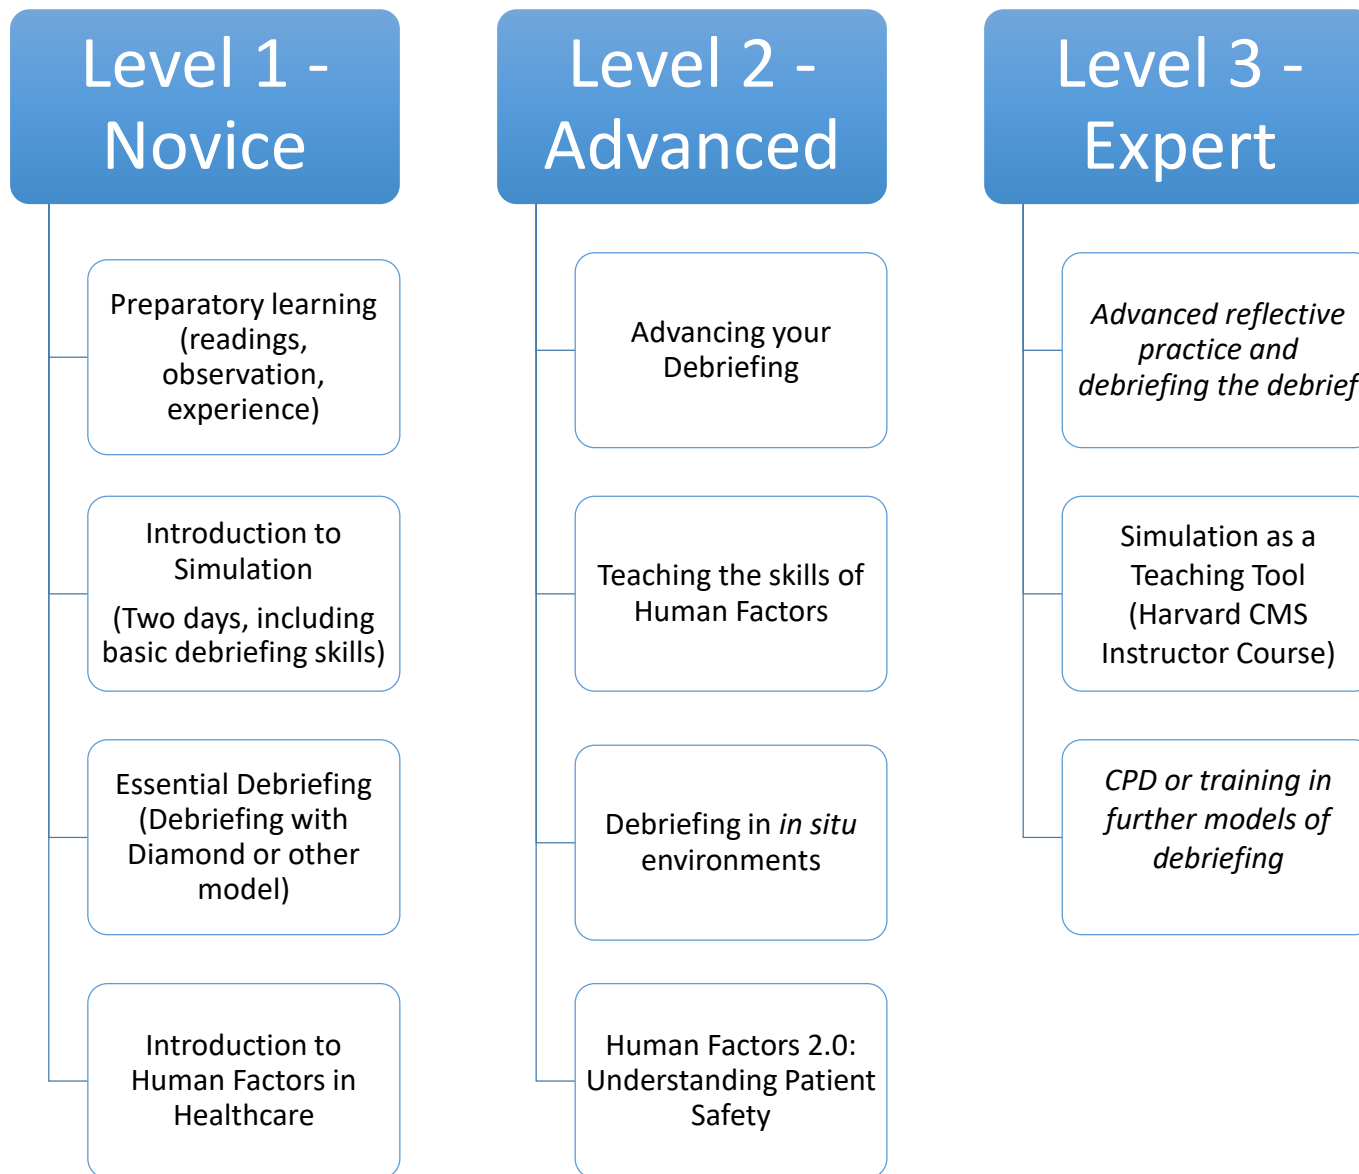 Level 1 -
Novice
Preparatory learning
(readings,
observation,
experience)
Introduction to
Simulation
(Two days, including
basic debriefing skills)
Essential Debriefing
(Debriefing with
Diamond or other
model)
Introduction to
Human Factors in
Healthcare
Level 2 -
Advanced
Advancing your
Debriefing
Teaching the skills of
Human Factors
Debriefing in in situ
environments
Human Factors 2.0:
Understanding Patient
Safety
Level 3 -
Expert
Advanced reflective
practice and
debriefing the debrief
Simulation as a
Teaching Tool
(Harvard CMS
Instructor Course)
CPD or training in
further models of
debriefing